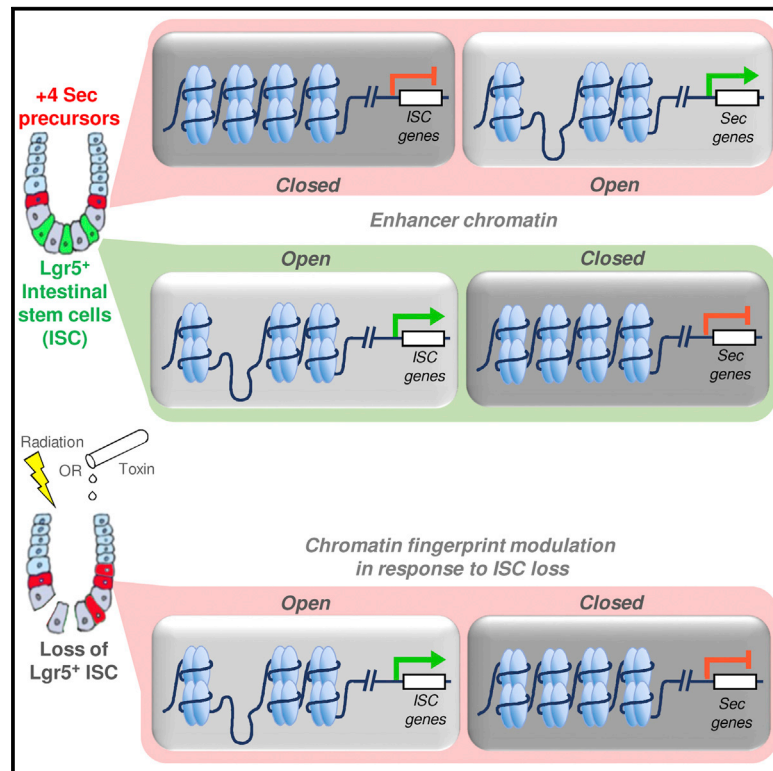 +4 Sec
precursors
ISC
genes
Sec
genes
Closed
Open
Enhancer chromatin
Lgr5+
Intestinal
stem cells
(ISC)
Open
Closed
ISC
genes
Sec
genes
Radiation
OR
Toxin
Chromatin fingerprint modulation
in response to ISC loss
Loss of
Lgr5+ ISC
Open
Closed
ISC
genes
Sec
genes